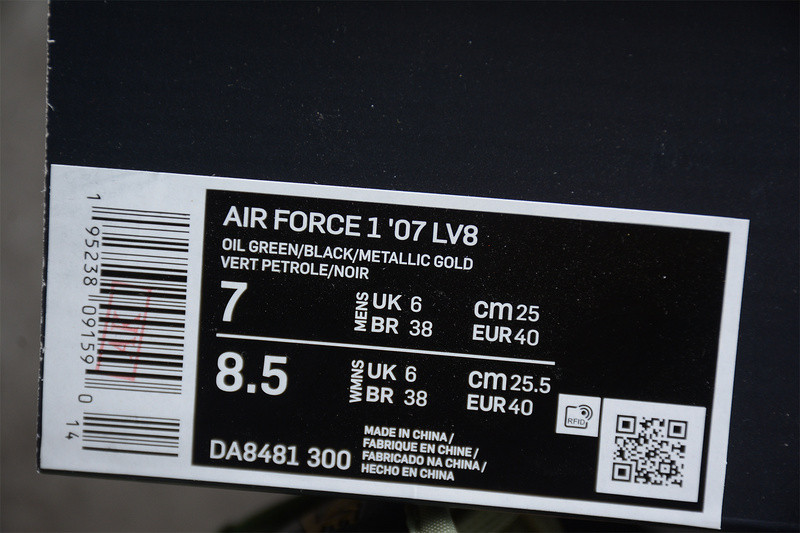 1 95238 09159 0 14
AIR FORCE 1 '07 LV8
OIL GREEN/BLACK/METALLIC GOLD
VERT PETROLE/NOIR
7 MENS UK 6 cm 25
BR 38 EUR 40
8.5 WMNS UK 6 cm 25.5
BR 38 EUR 40
RFID
DA8481 300
MADE IN CHINA/
FABRIQUE EN CHINE/
FABRICADO NA CHINA/
HECHO EN CHINA